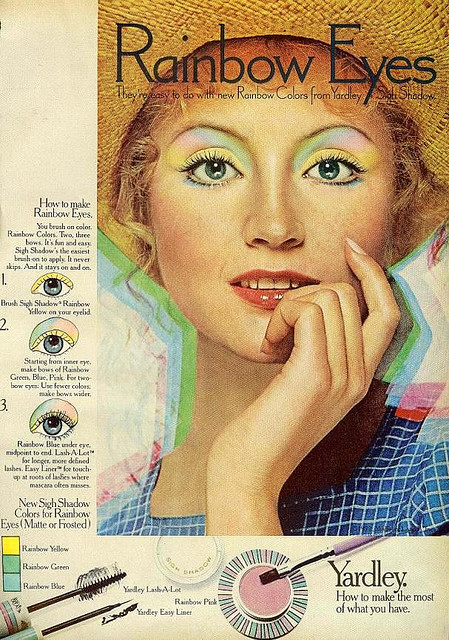 Rainbow Eyes
They're easy to do with new Rainbow Colors from Yardley Sigh Shadow
How to make
Rainbow Eyes.
You brush on color.
Rainbow Colors. Two, three
bows. It's fun and easy.
Sigh Shadow's the easiest
brush-on to apply. It never
skips. And it stays on and on.
1.
Brush Sigh Shadow® Rainbow
Yellow on your eyelid.
2.
Starting from inner eye,
make bows of Rainbow
Green, Blue, Pink. For two-
bow eyes: Use fewer colors;
make bows wider.
3.
Rainbow Blue under eye,
midpoint to end. Lash-A-Lot™
for longer, more defined
lashes. Easy Liner™ for touch-
up at roots of lashes where
mascara often misses.
New Sigh Shadow
Colors for Rainbow
Eyes (Matte or Frosted)
Rainbow Yellow
Rainbow Green
Rainbow Blue
SIGH SHADOW
Yardley Lash-A-Lot
Rainbow Pink
Yardley Easy Liner
Yardley.
How to make the most
of what you have.